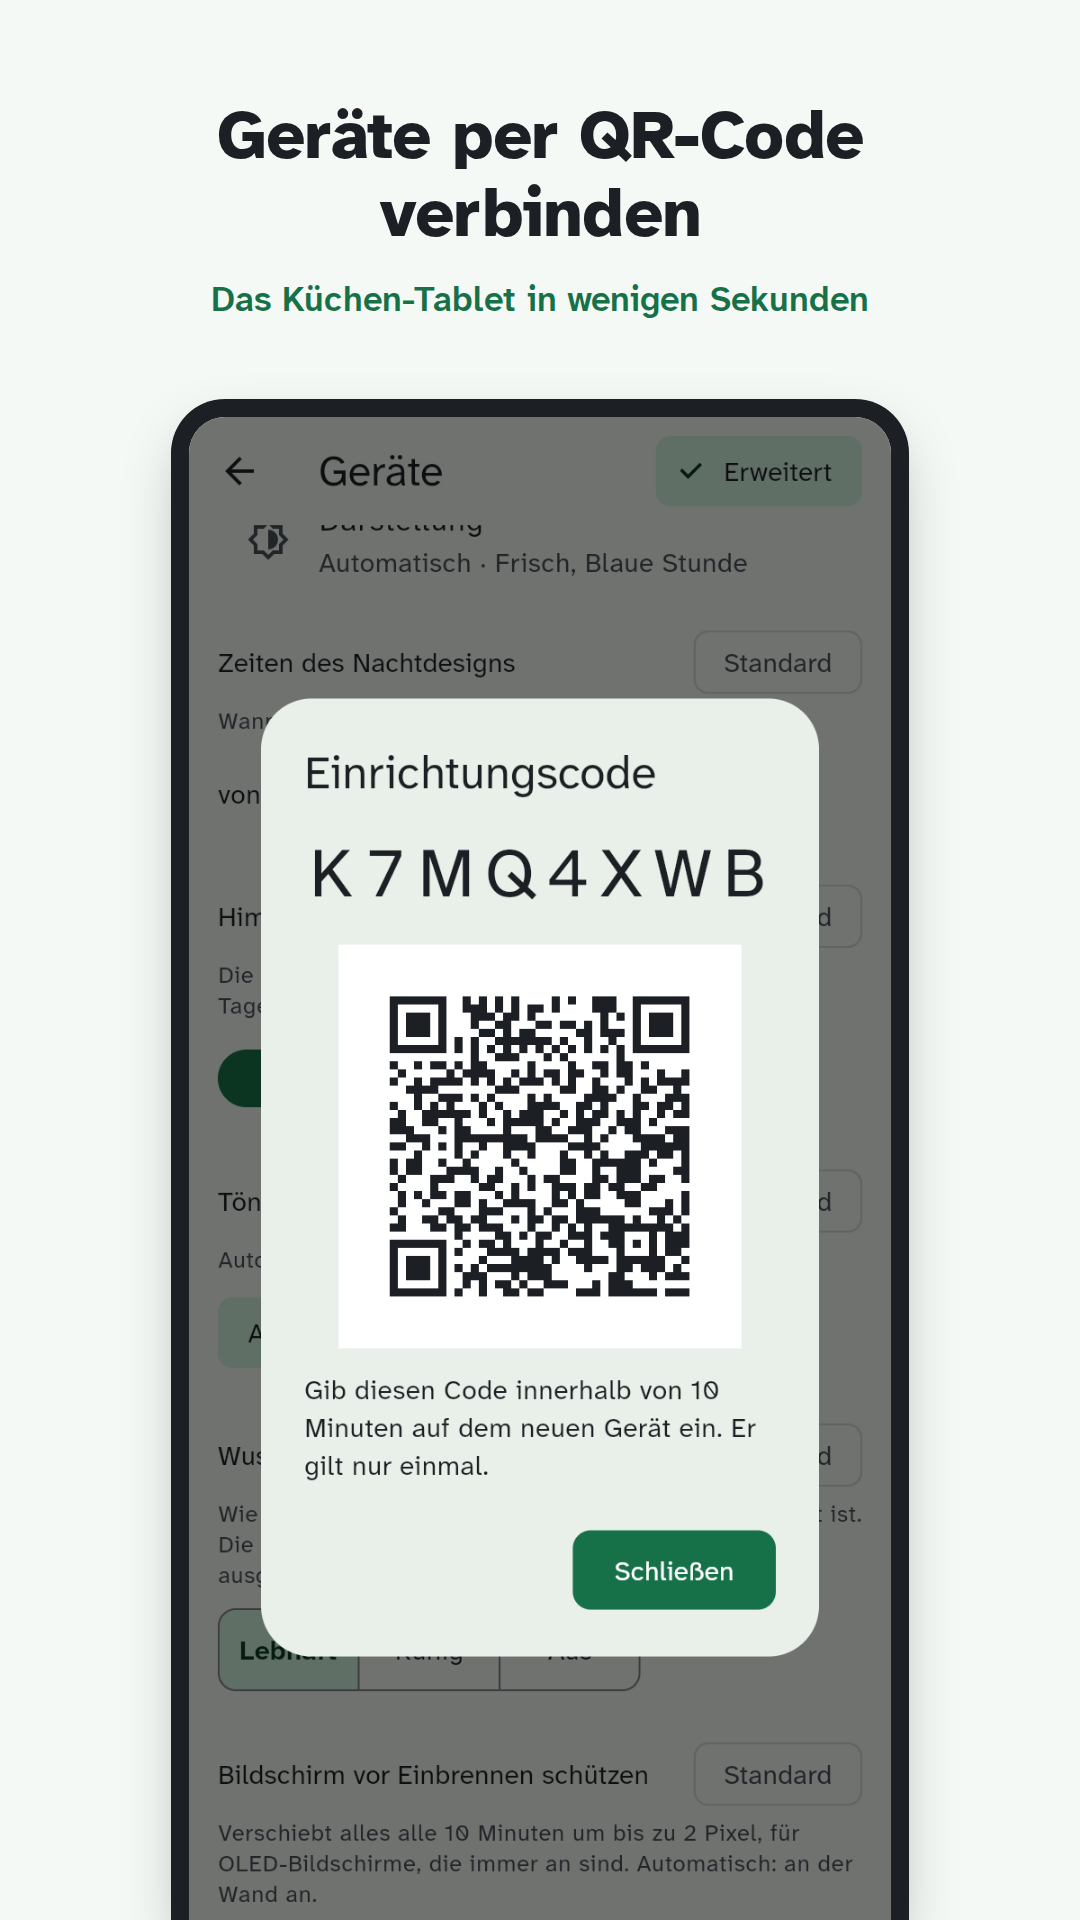 Geräte per QR-Code
verbinden
Das Küchen-Tablet in wenigen Sekunden
Geräte
Erweitert
Darstellung
Automatisch · Frisch, Blaue Stunde
Zeiten des Nachtdesigns
Standard
von
Einrichtungscode
K7MQ4XWB
Die
Gib diesen Code innerhalb von 10
Minuten auf dem neuen Gerät ein. Er
gilt nur einmal.
Wie
ist.
Die
Schließen
Lebhaft
Bildschirm vor Einbrennen schützen
Standard
Verschiebt alles alle 10 Minuten um bis zu 2 Pixel, für
OLED-Bildschirme, die immer an sind. Automatisch: an der
Wand an.